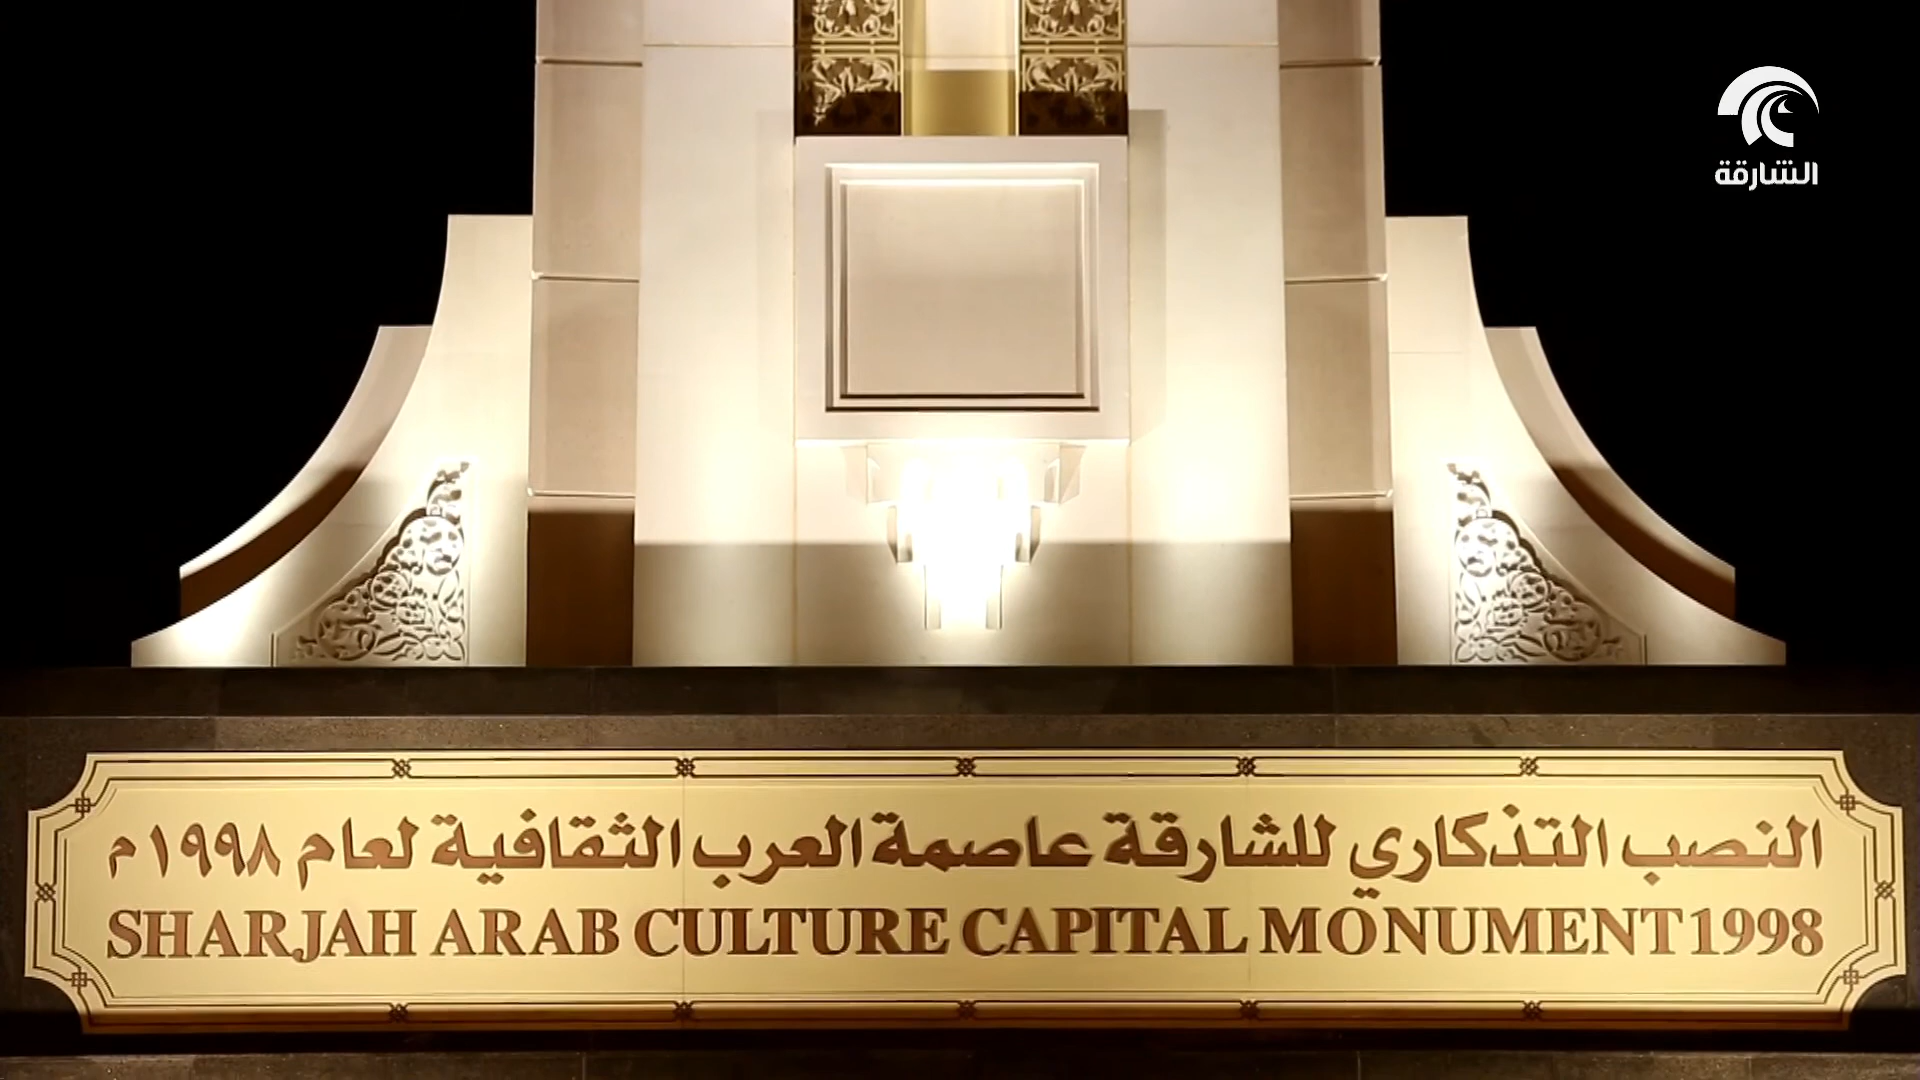 الشارقة
النصب التذكاري للشارقة عاصمة العرب الثقافية لعام ١٩٩٨م
SHARJAH ARAB CULTURE CAPITAL MONUMENT 1998